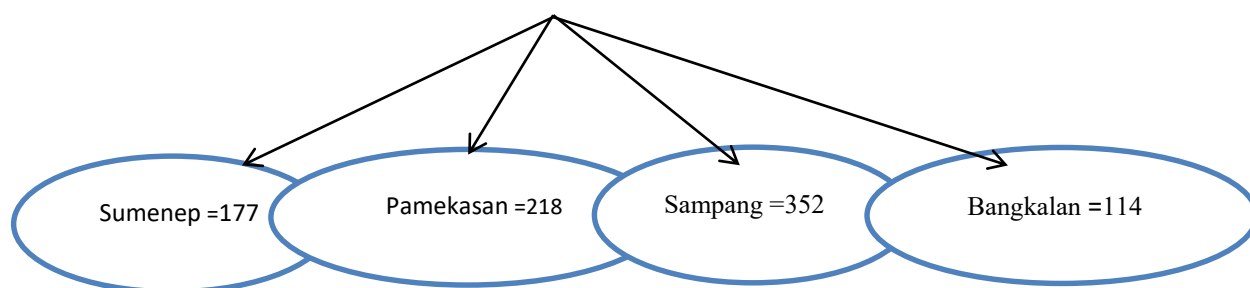 Sumenep =177
Pamekasan =218
Sampang =352
Bangkalan =114